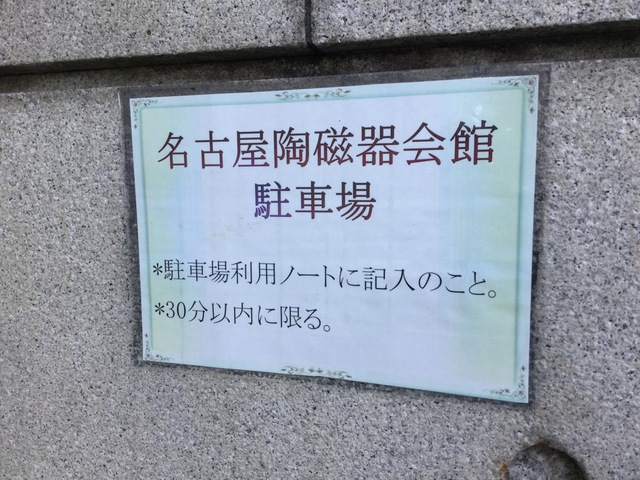 名古屋陶磁器会館
駐車場
*駐車場利用ノートに記入のこと。
*30分以内に限る。